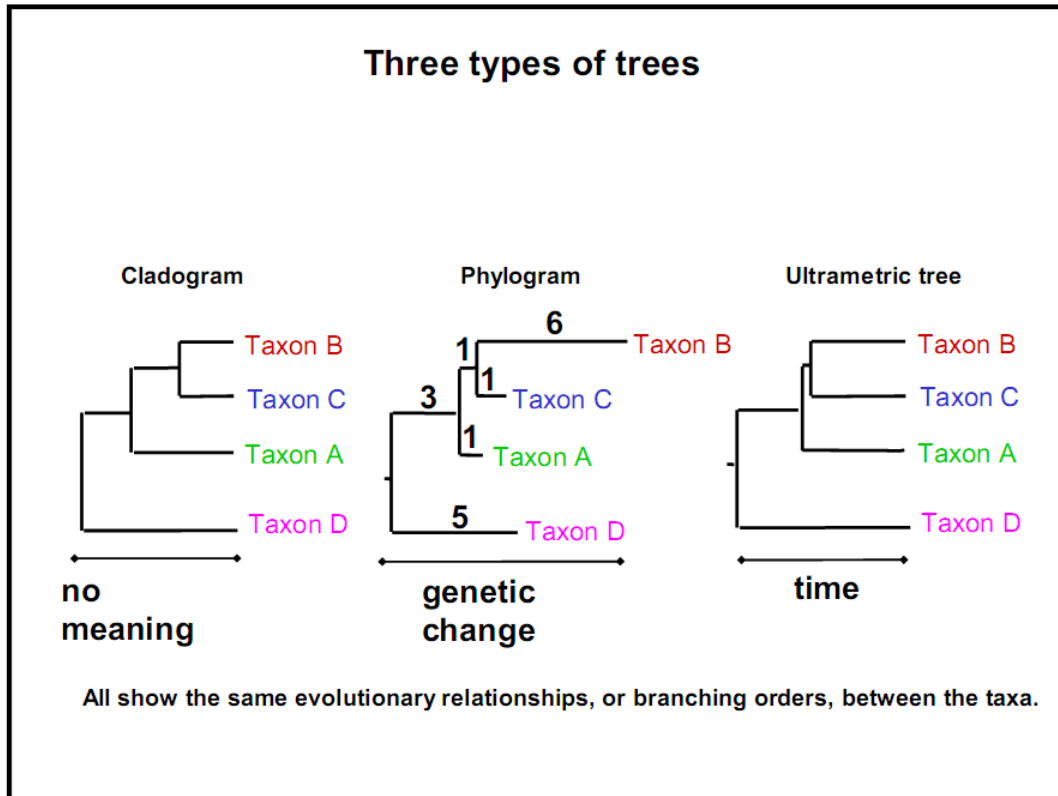 Three types of trees
Cladogram
Taxon B
Taxon C
Taxon A
Taxon D
no
meaning
Phylogram
6
Taxon B
1
1
Taxon C
3
1
Taxon A
5
Taxon D
genetic
change
Ultrametric tree
Taxon B
Taxon C
Taxon A
Taxon D
time
All show the same evolutionary relationships, or branching orders, between the taxa.